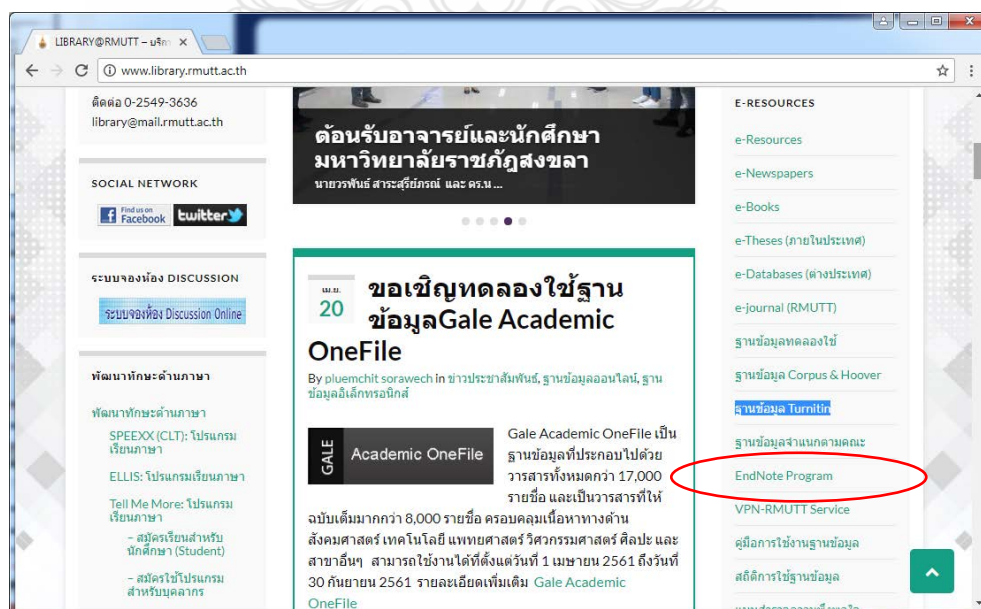 LIBRARY@RMUTT – บริก
www.library.rmutt.ac.th
ติดต่อ 0-2549-3636
library@mail.rmutt.ac.th
SOCIAL NETWORK
Find us on
Facebook
twitter
ระบบจองห้อง DISCUSSION
ระบบจองห้อง Discussion Online
พัฒนาทักษะด้านภาษา
พัฒนาทักษะด้านภาษา
SPEEXX (CLT): โปรแกรม
เรียนภาษา
ELLIS: โปรแกรมเรียนภาษา
Tell Me More: โปรแกรม
เรียนภาษา
– สมัครเรียนสำหรับ
นักศึกษา (Student)
– สมัครใช้โปรแกรม
สำหรับบุคลากร
ต้อนรับอาจารย์และนักศึกษา
มหาวิทยาลัยราชภัฏสงขลา
นายวรพันธ์ สาระสุรีย์ภรณ์ และ ดร.น ...
เม.ย.
20
ขอเชิญทดลองใช้ฐาน
ข้อมูลGale Academic
OneFile
By pluemchit sorawech in ข่าวประชาสัมพันธ์, ฐานข้อมูลออนไลน์, ฐาน
ข้อมูลอิเล็กทรอนิกส์
GALE
Academic OneFile
Gale Academic OneFile เป็น
ฐานข้อมูลที่ประกอบไปด้วย
วารสารทั้งหมดกว่า 17,000
รายชื่อ และเป็นวารสารที่ให้
ฉบับเต็มมากกว่า 8,000 รายชื่อ ครอบคลุมเนื้อหาทางด้าน
สังคมศาสตร์ เทคโนโลยี แพทยศาสตร์ วิศวกรรมศาสตร์ ศิลปะ และ
สาขาอื่นๆ สามารถใช้งานได้ที่ตั้งแต่วันที่ 1 เมษายน 2561 ถึงวันที่
30 กันยายน 2561 รายละเอียดเพิ่มเติม Gale Academic
OneFile
E-RESOURCES
e-Resources
e-Newspapers
e-Books
e-Theses (ภายในประเทศ)
e-Databases (ต่างประเทศ)
e-journal (RMUTT)
ฐานข้อมูลทดลองใช้
ฐานข้อมูล Corpus & Hoover
ฐานข้อมูล Turnitin
ฐานข้อมูลจำแนกตามคณะ
EndNote Program
VPN-RMUTT Service
คู่มือการใช้งานฐานข้อมูล
สถิติการใช้ฐานข้อมูล